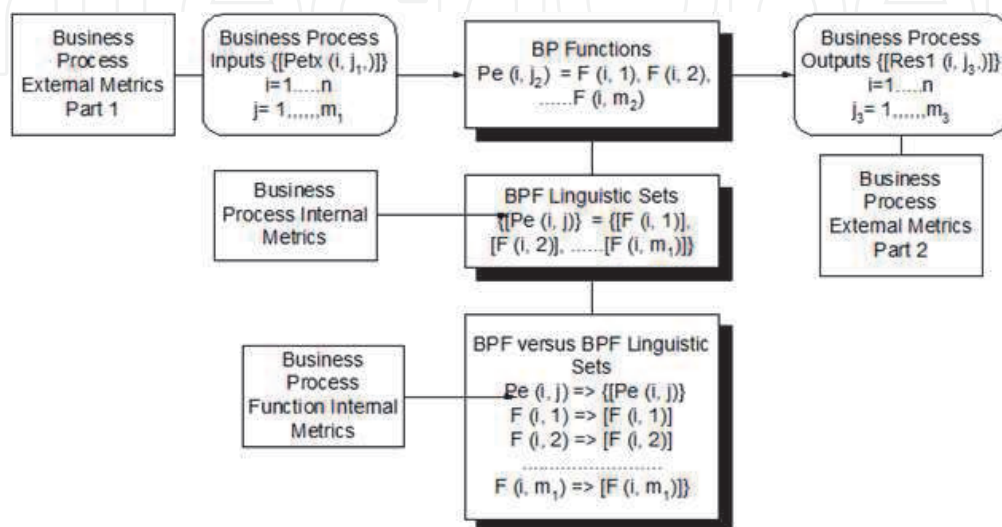 Business
Process
External Metrics
Part 1
Business Process
Inputs {[Petx (i, j₁,)]}
i=1.....n
j= 1,,,,,,m₁
BP Functions
Pe (i, j₂) = F (i, 1), F (i, 2),
......F (i, m₂)
Business Process
Outputs {[Res1 (i, j₃,)]}
i=1.....n
j₃= 1,,,,,,m₃
Business
Process Internal
Metrics
BPF Linguistic Sets
{[Pe (i, j)} = {[F (i, 1)],
[F (i, 2)], ......[F (i, m₁)]}
Business
Process
External Metrics
Part 2
Business
Process
Function Internal
Metrics
BPF versus BPF Linguistic
Sets
Pe (i, j) => {[Pe (i, j)}
F (i, 1) => [F (i, 1)]
F (i, 2) => [F (i, 2)]
..........................
F (i, m₁) => [F (i, m₁)]}